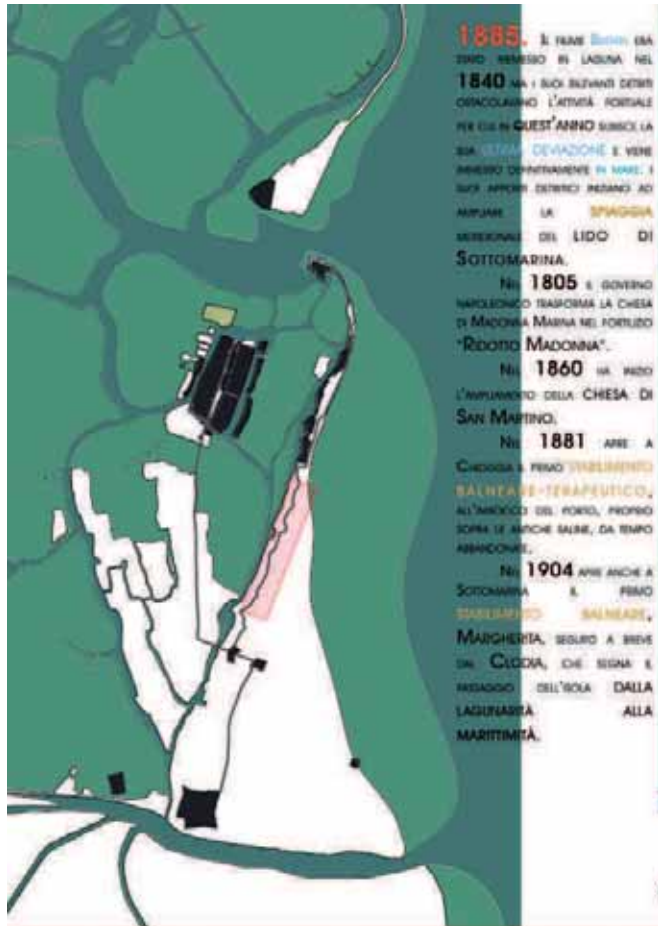 1885. IL FIUME BRENTA ERA
STATO RIMESSO IN LAGUNA NEL
1840 MA I SUOI RILEVANTI DETRITI
OSTACOLAVANO L'ATTIVITÀ PORTUALE
PER CUI IN QUEST'ANNO SUBISCE LA
SUA ULTIMA DEVIAZIONE E VIENE
IMMESSO DEFINITIVAMENTE IN MARE. I
SUOI APPORTI DETRITICI INIZIANO AD
AMPLIARE LA SPIAGGIA
MERIDIONALE DEL LIDO DI
SOTTOMARINA.
NEL 1805 IL GOVERNO
NAPOLEONICO TRASFORMA LA CHIESA
DI MADONNA MARINA NEL FORTILIZIO
"RIDOTTO MADONNA".
NEL 1860 HA INIZIO
L'AMPLIAMENTO DELLA CHIESA DI
SAN MARTINO.
NEL 1881 APRE A
CHIOGGIA IL PRIMO STABILIMENTO
BALNEARE-TERAPEUTICO,
ALL'IMBOCCO DEL PORTO, PROPRIO
SOPRA LE ANTICHE SALINE, DA TEMPO
ABBANDONATE.
NEL 1904 APRE ANCHE A
SOTTOMARINA IL PRIMO
STABILIMENTO BALNEARE,
MARGHERITA, SEGUITO A BREVE
DAL CLODIA, CHE SEGNA IL
PASSAGGIO DELL'ISOLA DALLA
LAGUNARITÀ ALLA
MARITTIMITÀ.